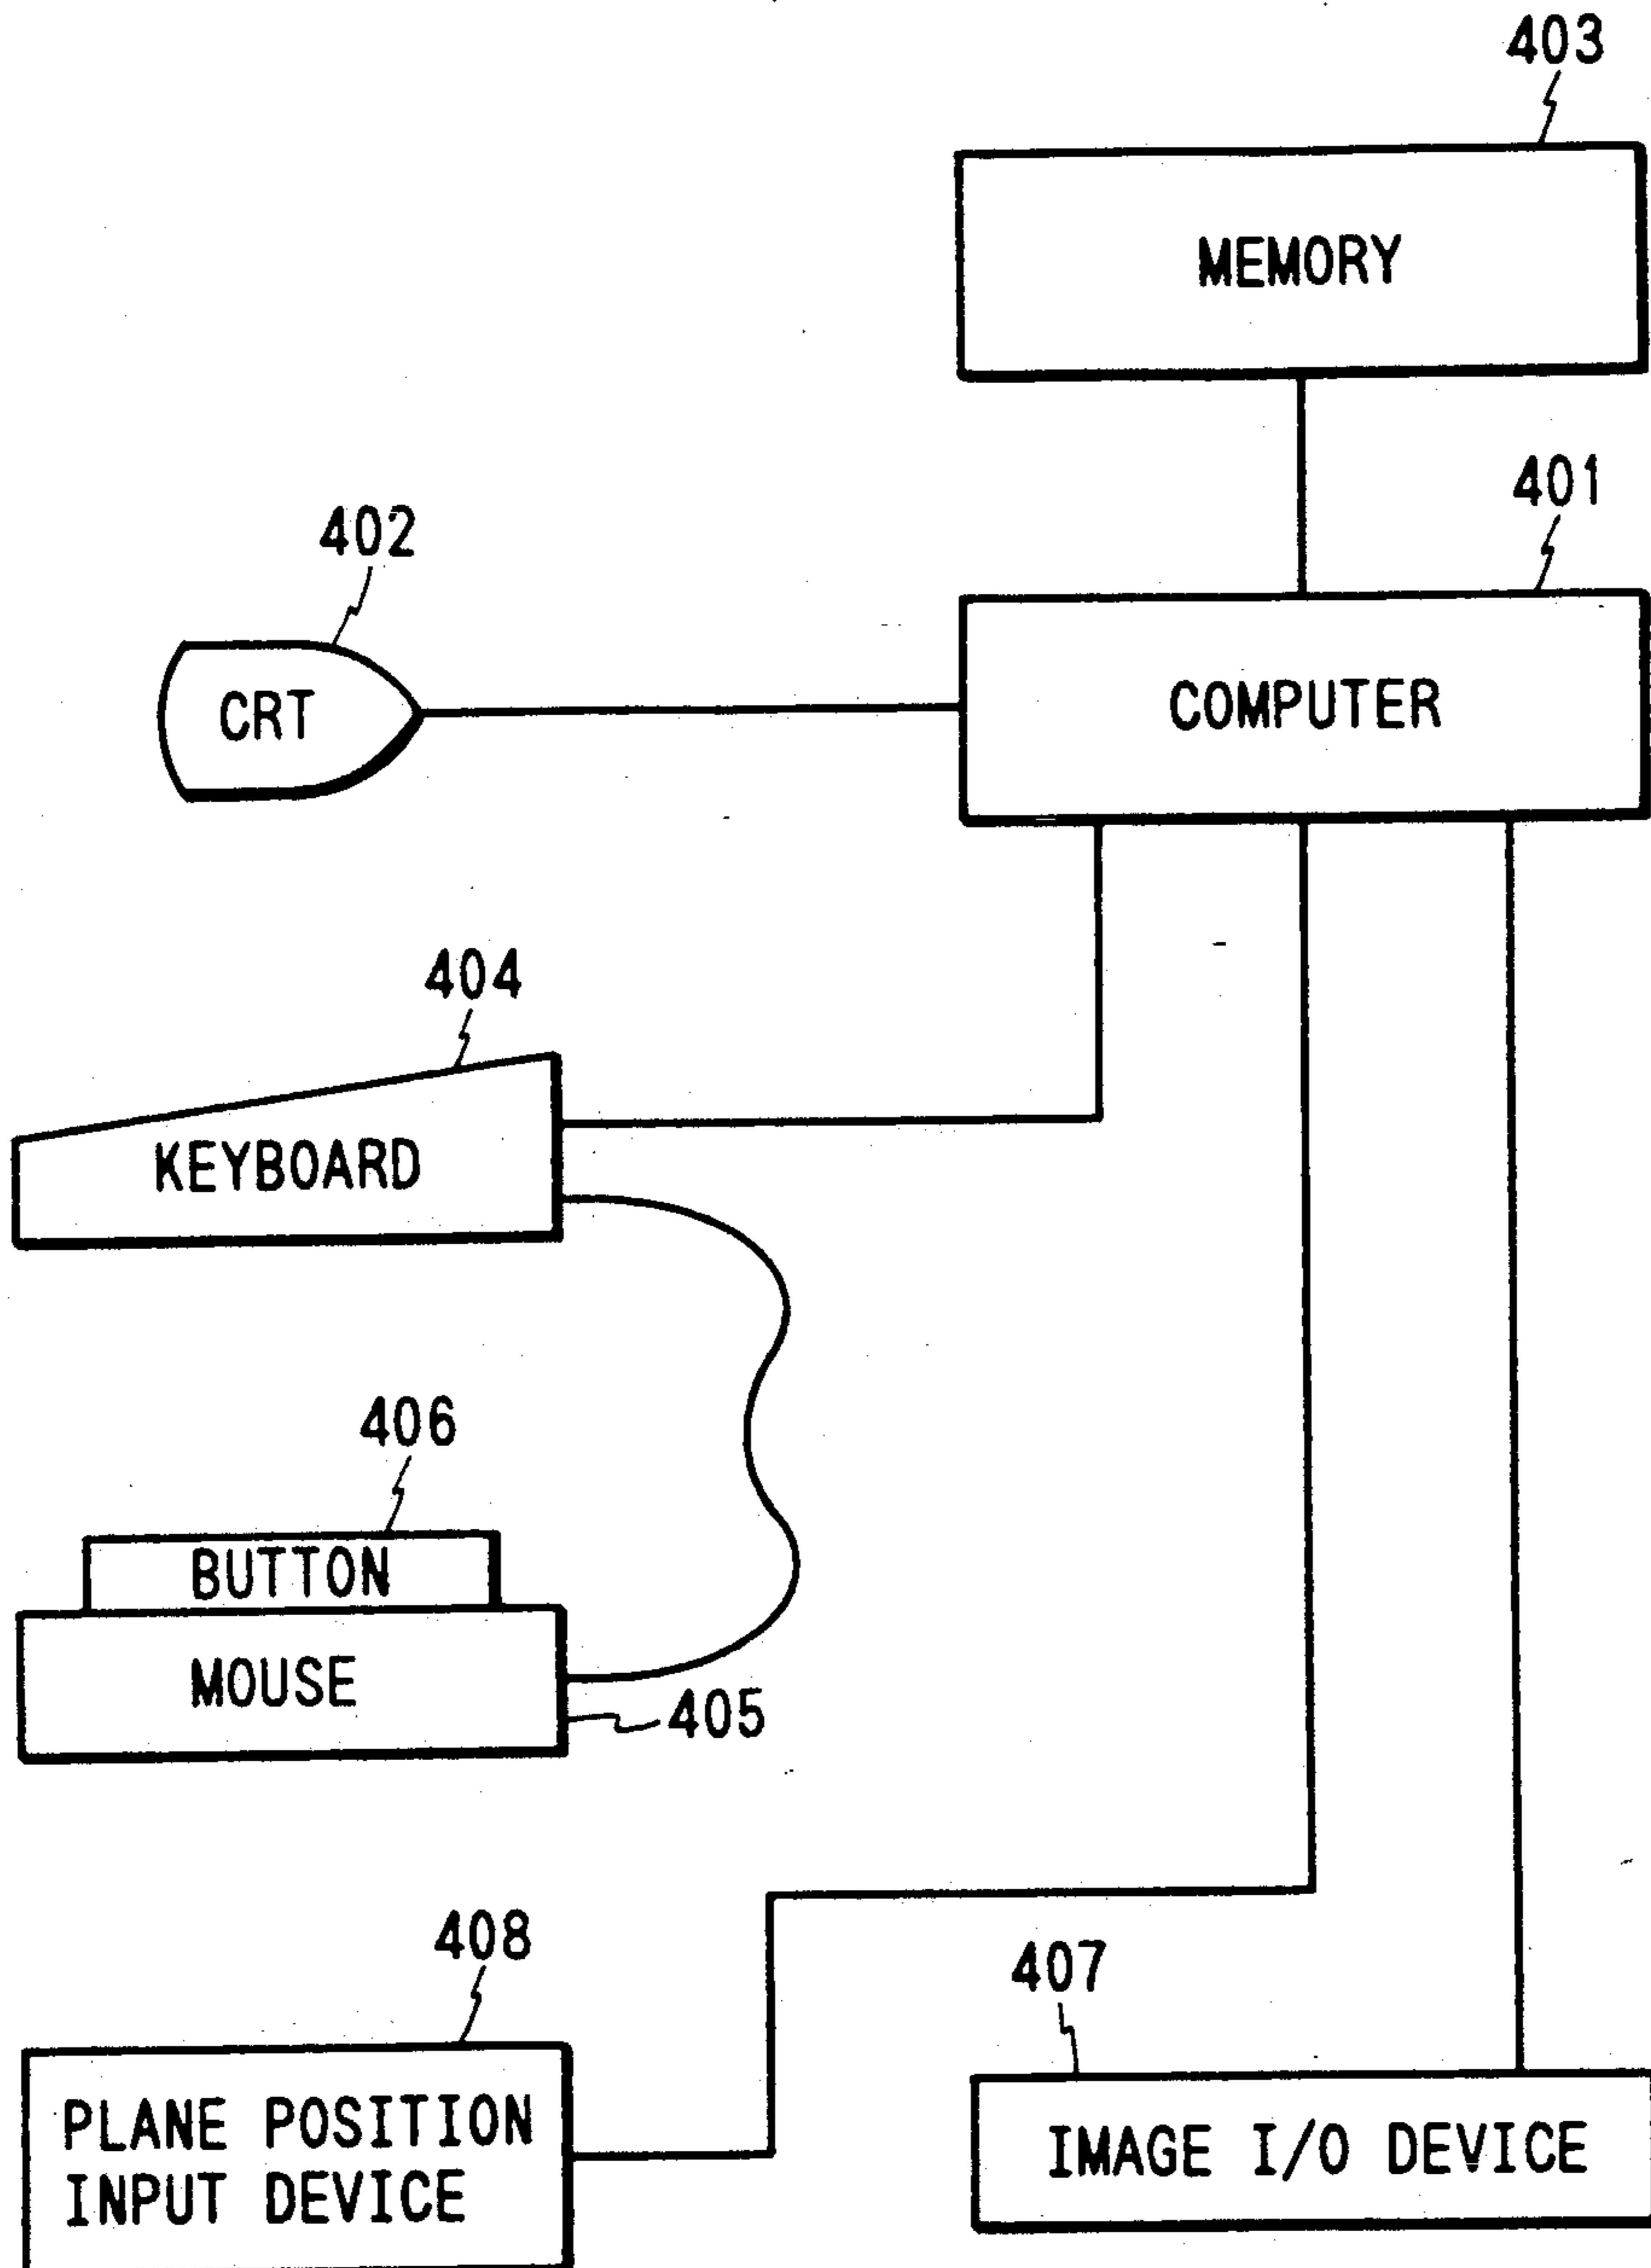 403
MEMORY
401
402
CRT
COMPUTER
404
KEYBOARD
406
BUTTON
MOUSE
405
408
407
PLANE POSITION
INPUT DEVICE
IMAGE I/O DEVICE